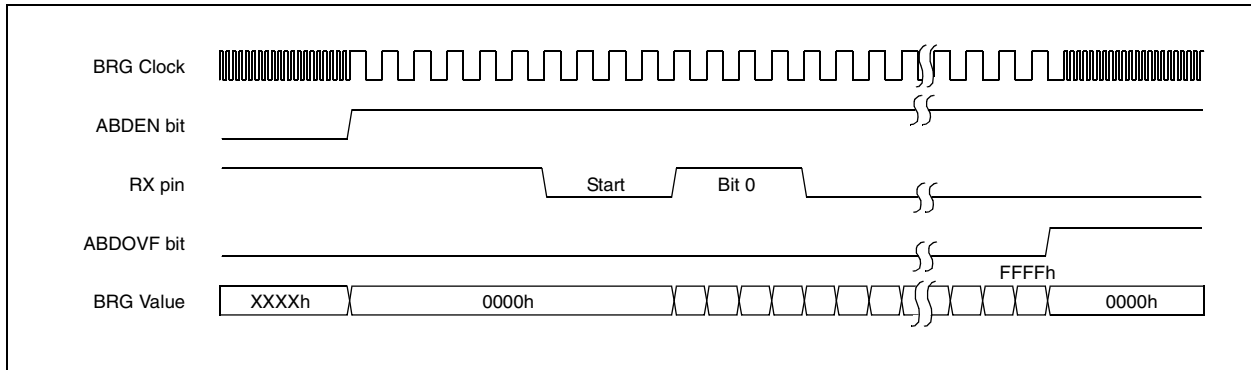 BRG Clock
ABDEN bit
RX pin
Start
Bit 0
ABDOVF bit
FFFFh
BRG Value
XXXXh
0000h
0000h